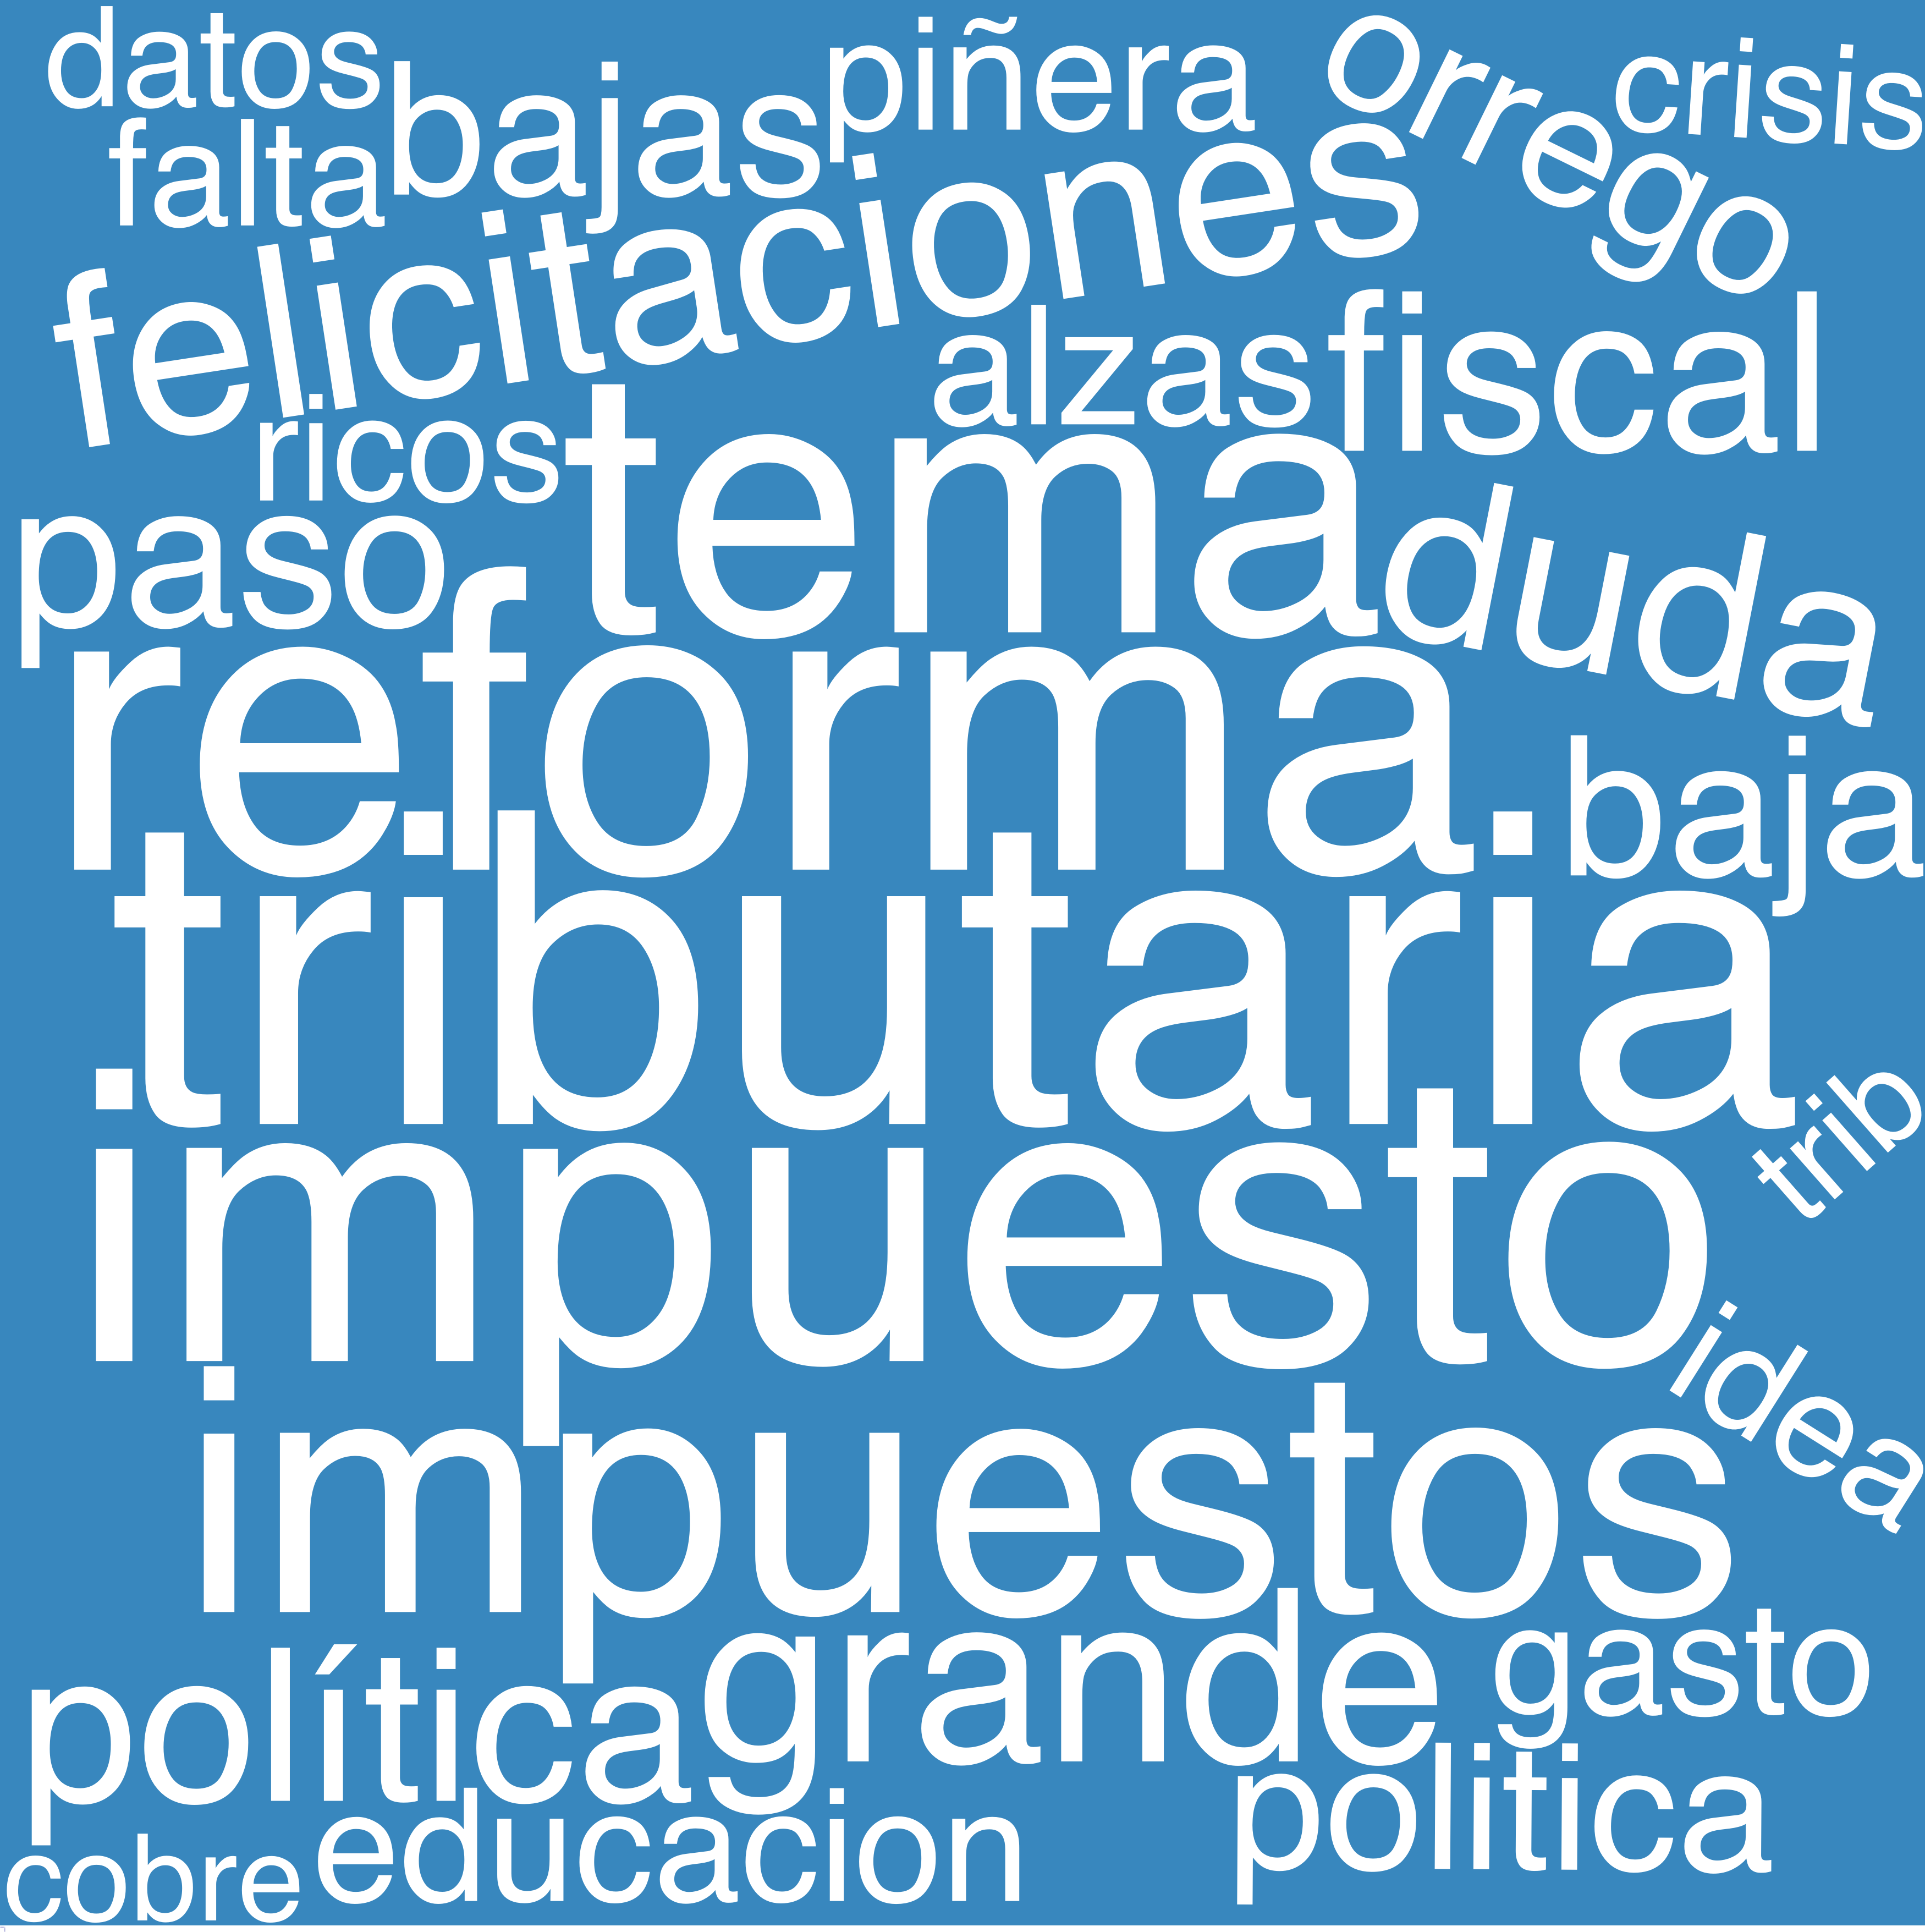 datos
bajas
piñera
orrego
crisis
falta
felicitaciones
alzas
fiscal
ricos
tema
paso
duda
reforma
baja
tributaria
trib
impuesto
idea
impuestos
política
grande
gasto
politica
cobre
educacion